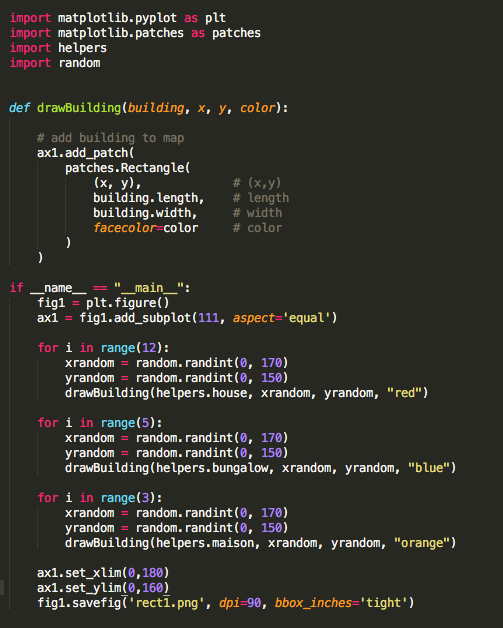 import matplotlib.pyplot as plt
import matplotlib.patches as patches
import helpers
import random
def drawBuilding(building, x, y, color):
# add building to map
ax1.add_patch(
patches.Rectangle(
(x, y), # (x,y)
building.length, # length
building.width, # width
facecolor=color # color
)
)
if __name__ == "__main__":
fig1 = plt.figure()
ax1 = fig1.add_subplot(111, aspect='equal')
for i in range(12):
xrandom = random.randint(0, 170)
yrandom = random.randint(0, 150)
drawBuilding(helpers.house, xrandom, yrandom, "red")
for i in range(5):
xrandom = random.randint(0, 170)
yrandom = random.randint(0, 150)
drawBuilding(helpers.bungalow, xrandom, yrandom, "blue")
for i in range(3):
xrandom = random.randint(0, 170)
yrandom = random.randint(0, 150)
drawBuilding(helpers.maison, xrandom, yrandom, "orange")
ax1.set_xlim(0,180)
ax1.set_ylim(0,160)
fig1.savefig('rect1.png', dpi=90, bbox_inches='tight')